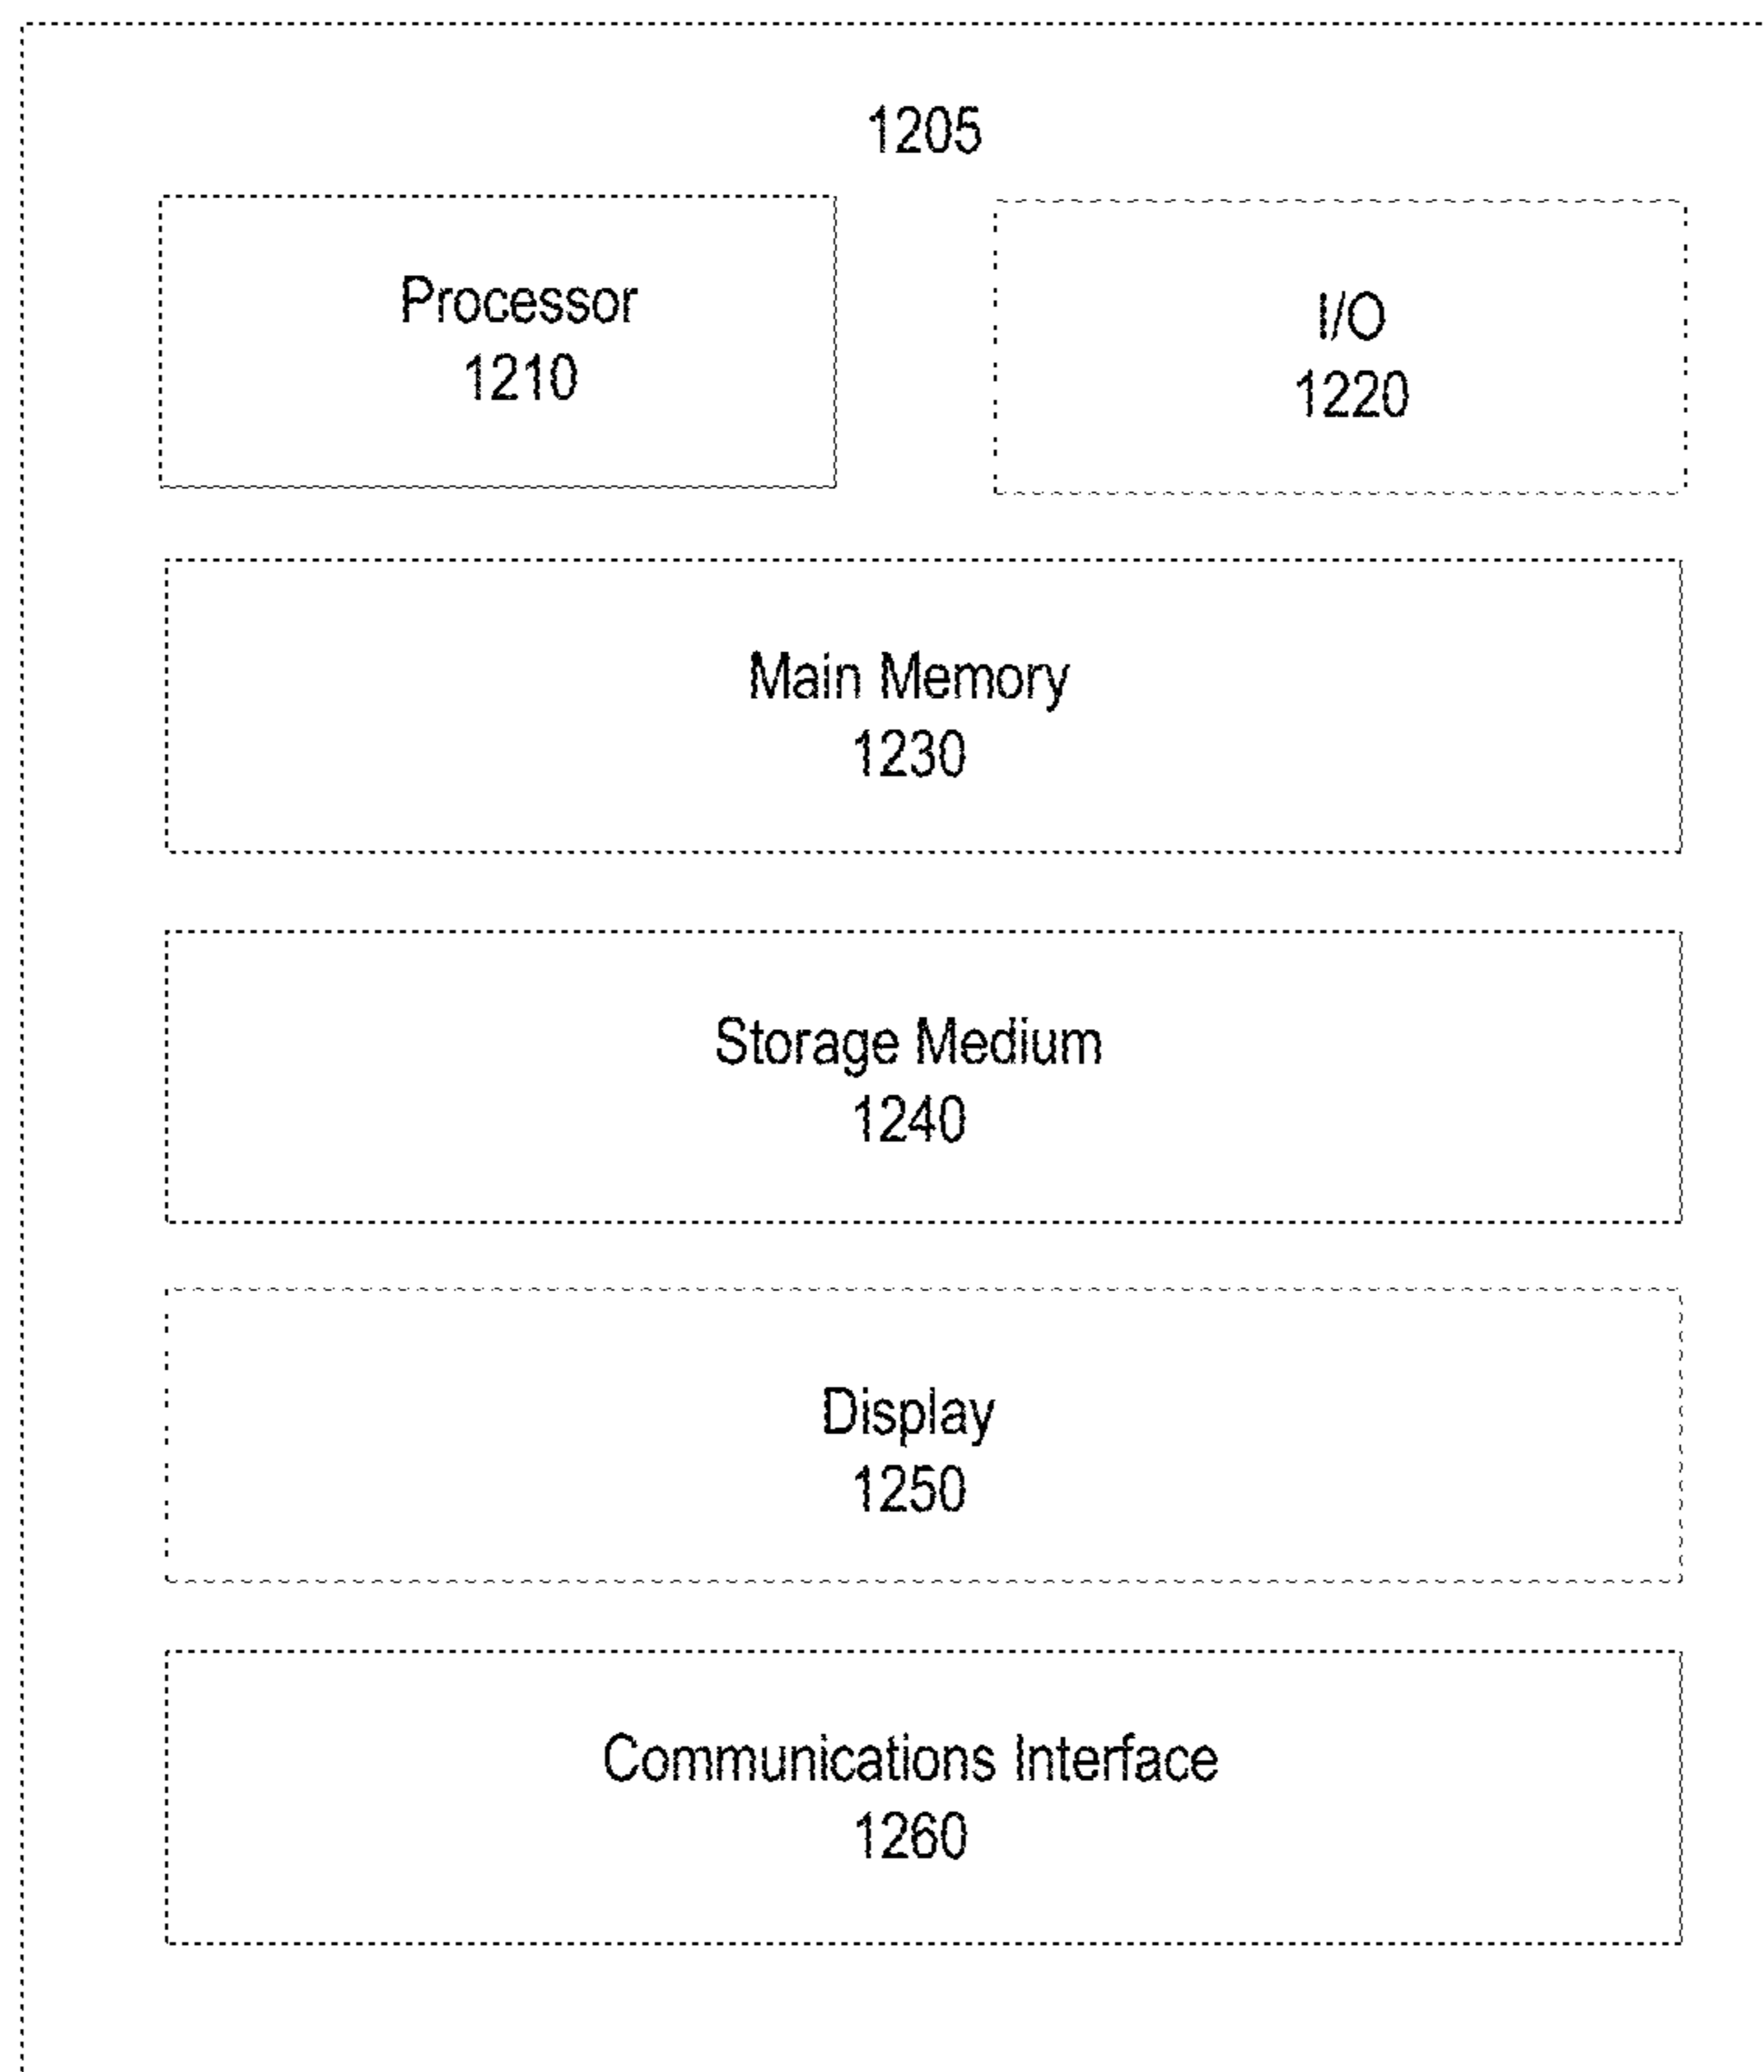 1205
Processor
1210
I/O
1220
Main Memory
1230
Storage Medium
1240
Display
1250
Communications Interface
1260